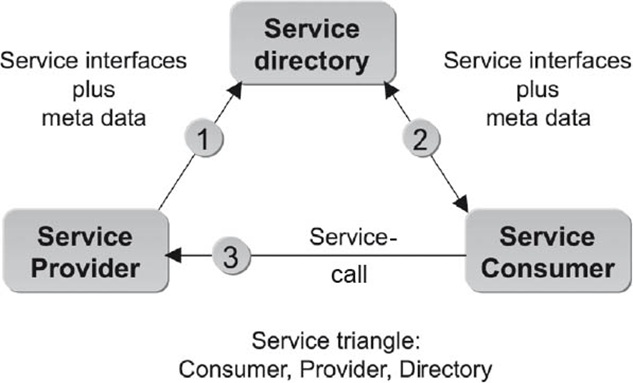 Service
directory
Service interfaces
plus
meta data
Service interfaces
plus
meta data
1
2
Service
Provider
3
Service-
call
Service
Consumer
Service triangle:
Consumer, Provider, Directory